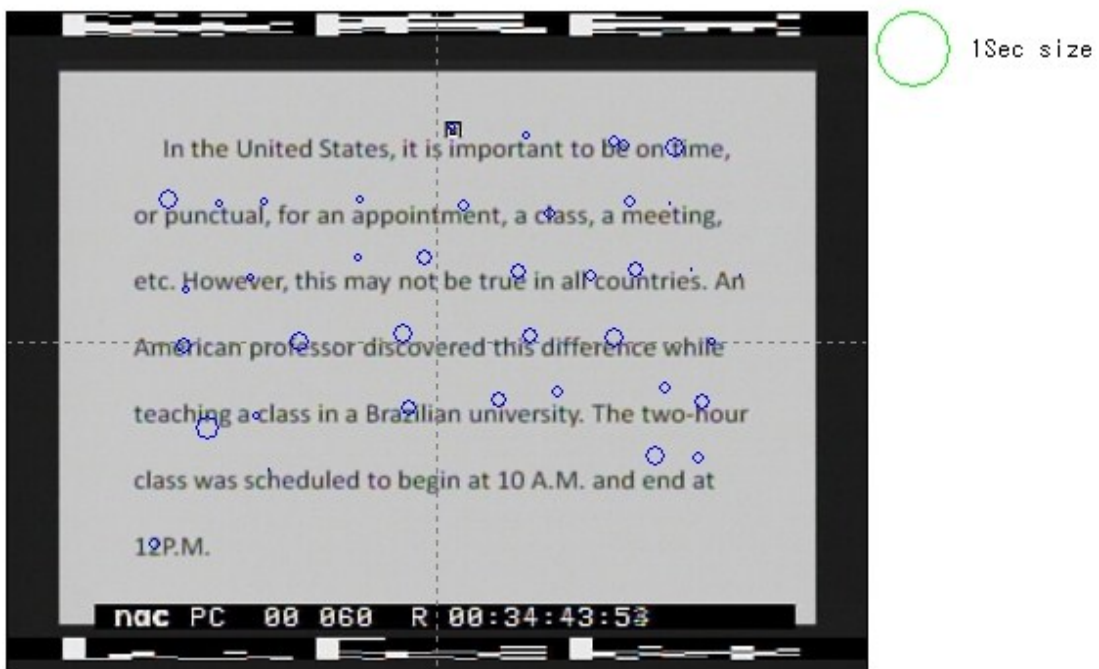 1Sec size
In the United States, it is important to be on time,
or punctual, for an appointment, a class, a meeting,
etc. However, this may not be true in all countries. An
American professor discovered this difference while
teaching a class in a Brazilian university. The two-hour
class was scheduled to begin at 10 A.M. and end at
12P.M.
nac PC 00 060 R 00:34:43:53